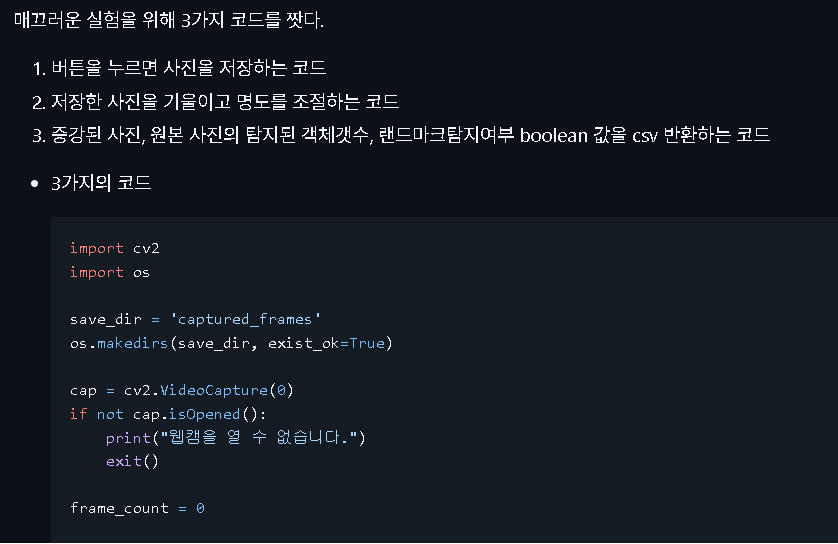 매끄러운 실험을 위해 3가지 코드를 짯다.
1. 버튼을 누르면 사진을 저장하는 코드
2. 저장한 사진을 기울이고 명도를 조절하는 코드
3. 증강된 사진, 원본 사진의 탐지된 객체갯수, 랜드마크탐지여부 boolean 값을 csv 반환하는 코드
• 3가지의 코드
import cv2
import os
save_dir = 'captured_frames'
os.makedirs(save_dir, exist_ok=True)
cap = cv2.VideoCapture(0)
if not cap.isOpened():
    print("웹캠을 열 수 없습니다.")
    exit()
frame_count = 0